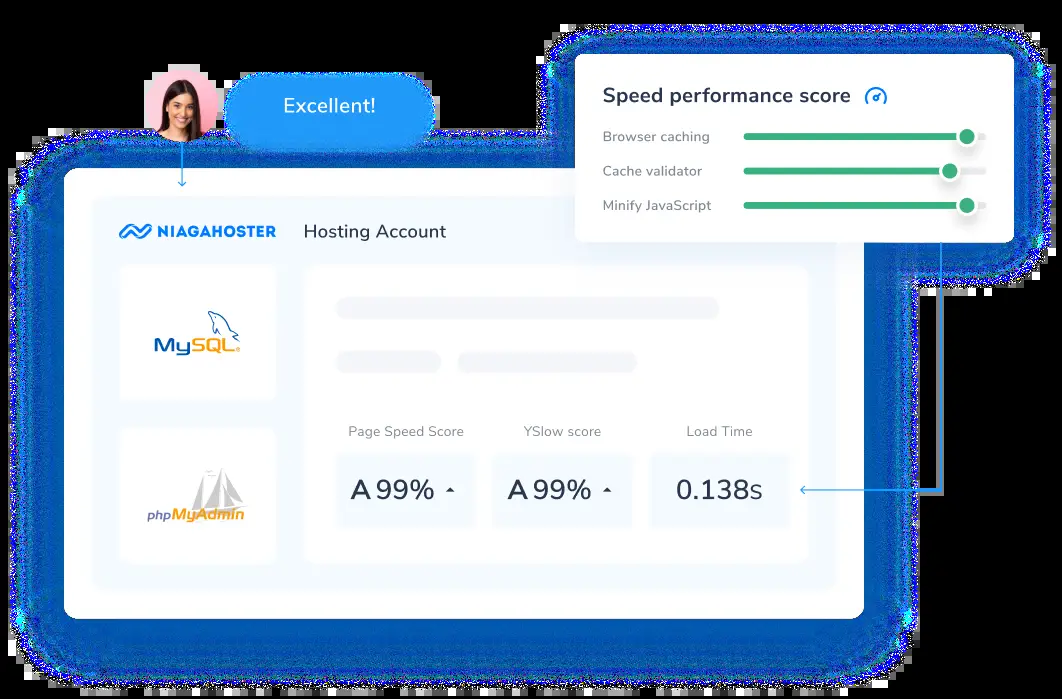 Excellent!
Speed performance score
Browser caching
Cache validator
Minify JavaScript
NIAGAHOSTER Hosting Account
MySQL®
phpMyAdmin
Page Speed Score YSlow score Load Time
A 99% A 99% 0.138s